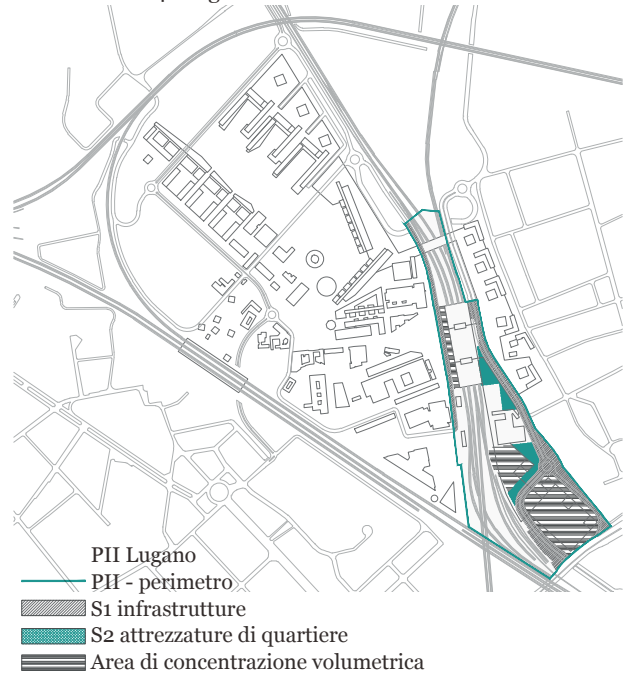 PII Lugano
PII - perimetro
S1 infrastrutture
S2 attrezzature di quartiere
Area di concentrazione volumetrica